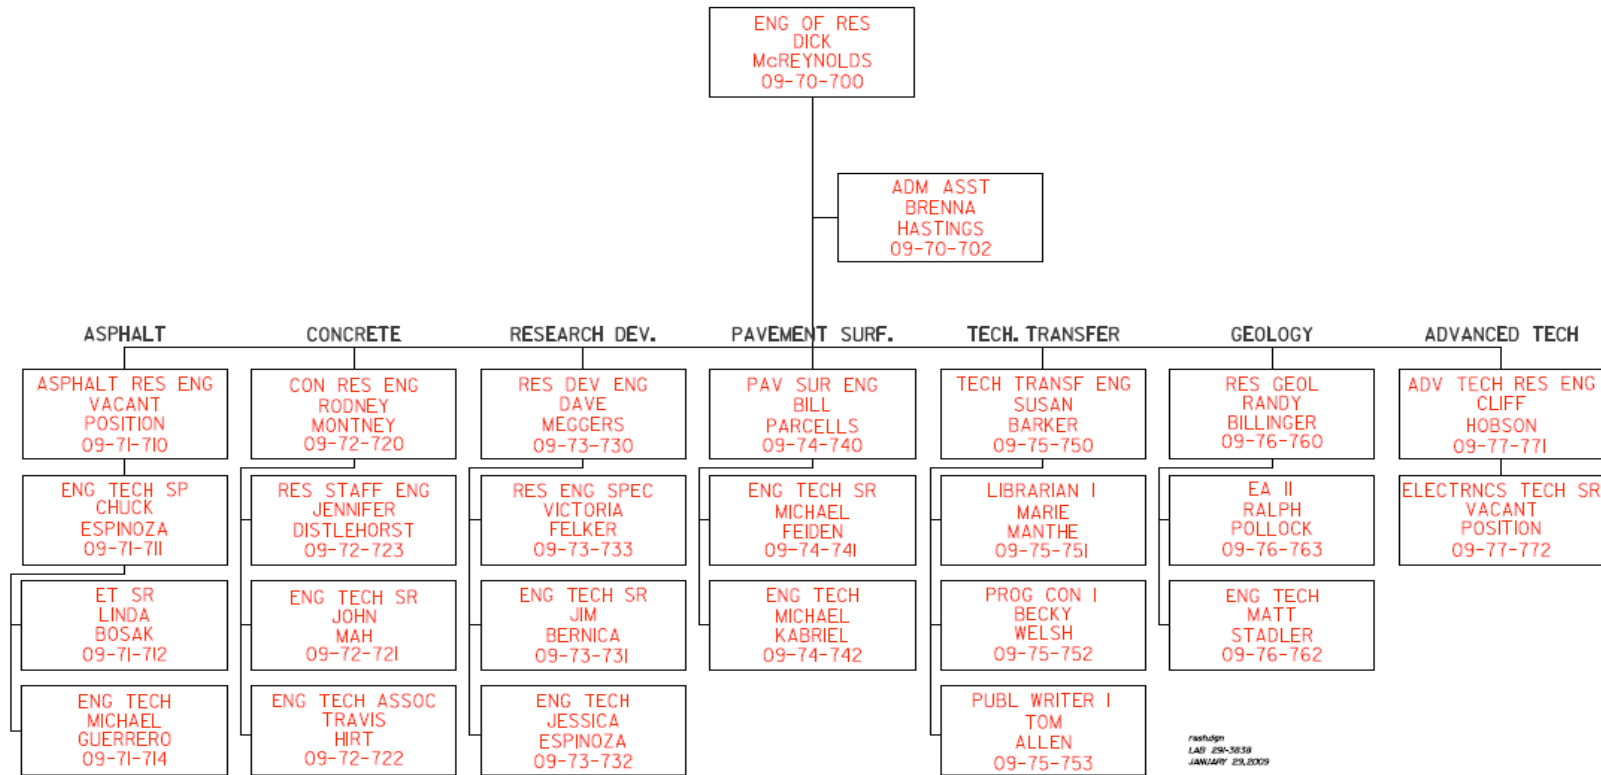 ENG OF RES
DICK
McREYNOLDS
09-70-700
ADM ASST
BRENNA
HASTINGS
09-70-702
ASPHALT
ASPHALT RES ENG
VACANT
POSITION
09-71-710
ENG TECH SP
CHUCK
ESPINOZA
09-71-711
ET SR
LINDA
BOSAK
09-71-712
ENG TECH
MICHAEL
GUERRERO
09-71-714
CONCRETE
CON RES ENG
RODNEY
MONTNEY
09-72-720
RES STAFF ENG
JENNIFER
DISTLEHORST
09-72-723
ENG TECH SR
JOHN
MAH
09-72-721
ENG TECH ASSOC
TRAVIS
HIRT
09-72-722
RESEARCH DEV.
RES DEV ENG
DAVE
MEGGERS
09-73-730
RES ENG SPEC
VICTORIA
FELKER
09-73-733
ENG TECH SR
JIM
BERNICA
09-73-731
ENG TECH
JESSICA
ESPINOZA
09-73-732
PAVEMENT SURF.
PAV SUR ENG
BILL
PARCELLS
09-74-740
ENG TECH SR
MICHAEL
FEIDEN
09-74-741
ENG TECH
MICHAEL
KABRIEL
09-74-742
TECH. TRANSFER
TECH TRANSF ENG
SUSAN
BARKER
09-75-750
LIBRARIAN I
MARIE
MANTHE
09-75-751
PROG CON I
BECKY
WELSH
09-75-752
PUBL WRITER I
TOM
ALLEN
09-75-753
GEOLOGY
RES GEOL
RANDY
BILLINGER
09-76-760
EA II
RALPH
POLLOCK
09-76-763
ENG TECH
MATT
STADLER
09-76-762
ADVANCED TECH
ADV TECH RES ENG
CLIFF
HOBSON
09-77-771
ELECTRNCS TECH SR
VACANT
POSITION
09-77-772
LAB 291-3838
JANUARY 29,2009